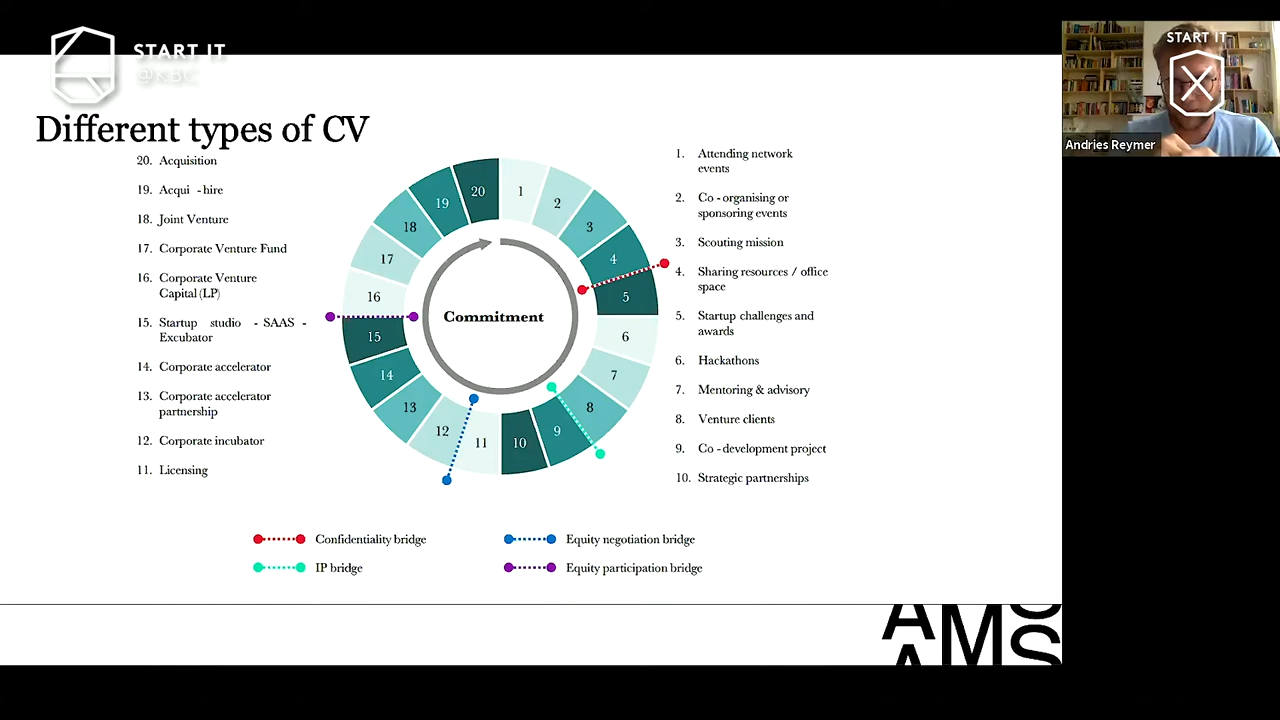 START IT
@KBC
START IT
X
Andries Reymer
Different types of CV
20. Acquisition
19. Acqui - hire
18. Joint Venture
17. Corporate Venture Fund
16. Corporate Venture
Capital (LP)
15. Startup studio - SAAS -
Excubator
14. Corporate accelerator
13. Corporate accelerator
partnership
12. Corporate incubator
11. Licensing
20
1
2
3
4
5
6
7
8
9
10
11
12
13
14
15
16
17
18
19
Commitment
1. Attending network
events
2. Co - organising or
sponsoring events
3. Scouting mission
4. Sharing resources / office
space
5. Startup challenges and
awards
6. Hackathons
7. Mentoring & advisory
8. Venture clients
9. Co - development project
10. Strategic partnerships
Confidentiality bridge
Equity negotiation bridge
IP bridge
Equity participation bridge
AMS